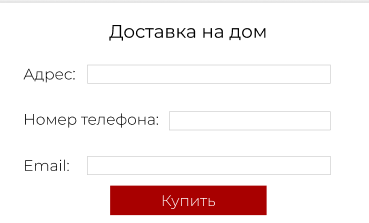 Доставка на дом
Адрес:
Номер телефона:
Email:
Купить